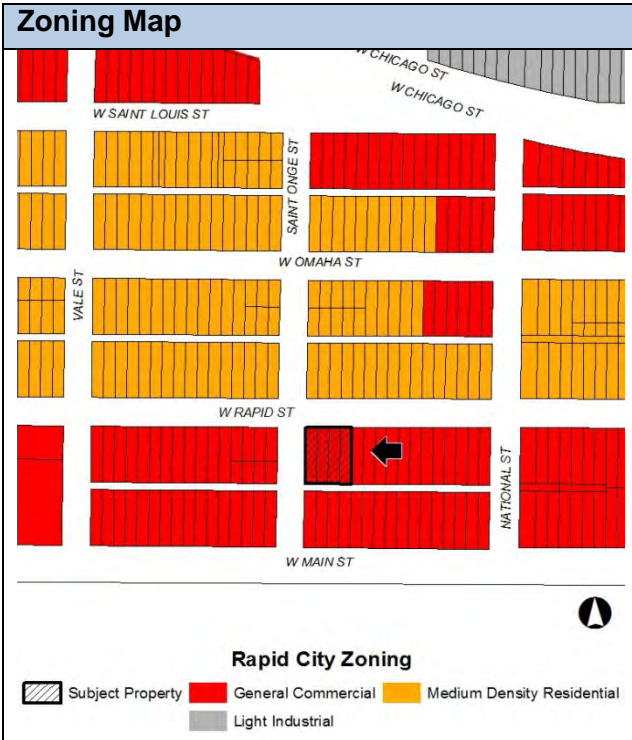 Zoning Map
W CHICAGO ST
W CHICAGO ST
W SAINT LOUIS ST
SAINT ONGE ST
W OMAHA ST
VALE ST
W RAPID ST
NATIONAL ST
W MAIN ST
Rapid City Zoning
Subject Property General Commercial Medium Density Residential
Light Industrial